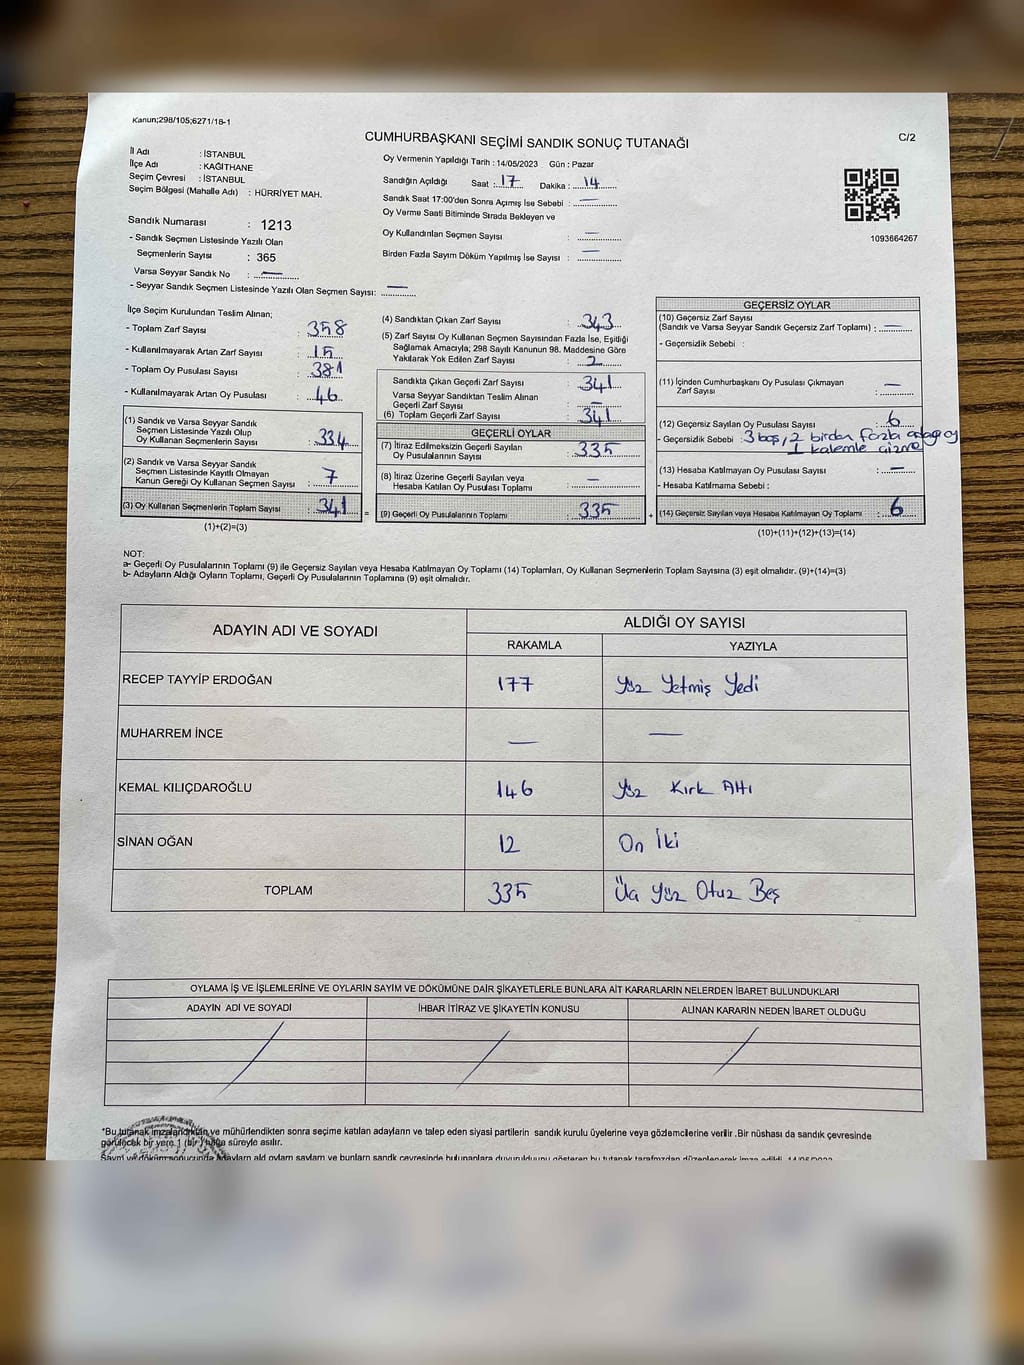 Kanun;298/105;6271/18-1
CUMHURBAŞKANI SEÇİMİ SANDIK SONUÇ TUTANAĞI
C/2
İl Adı : İSTANBUL
İlçe Adı : KAĞITHANE
Seçim Çevresi : İSTANBUL
Seçim Bölgesi (Mahalle Adı) : HÜRRİYET MAH.
Sandık Numarası : 1213
- Sandık Seçmen Listesinde Yazılı Olan
Seçmenlerin Sayısı : 365
Varsa Seyyar Sandık No : —
- Seyyar Sandık Seçmen Listesinde Yazılı Olan Seçmen Sayısı: —
Oy Vermenin Yapıldığı Tarih : 14/05/2023 Gün : Pazar
Sandığın Açıldığı Saat : 17 Dakika : 14
Sandık Saat 17:00'den Sonra Açımış İse Sebebi : —
Oy Verme Saati Bitiminde Sırada Bekleyen ve
Oy Kullandırılan Seçmen Sayısı : —
Birden Fazla Sayım Döküm Yapılmış İse Sayısı : —
1093664267
İlçe Seçim Kurulundan Teslim Alınan;
- Toplam Zarf Sayısı : 358
- Kullanılmayarak Artan Zarf Sayısı : 15
- Toplam Oy Pusulası Sayısı : 381
- Kullanılmayarak Artan Oy Pusulası : 46
(1) Sandık ve Varsa Seyyar Sandık
Seçmen Listesinde Yazılı Olup
Oy Kullanan Seçmenlerin Sayısı : 334
(2) Sandık ve Varsa Seyyar Sandık
Seçmen Listesinde Kayıtlı Olmayan
Kanun Gereği Oy Kullanan Seçmen Sayısı : 7
(3) Oy Kullanan Seçmenlerin Toplam Sayısı : 341 =
(1)+(2)=(3)
(4) Sandıktan Çıkan Zarf Sayısı : 343
(5) Zarf Sayısı Oy Kullanan Seçmen Sayısından Fazla İse, Eşitliği
Sağlamak Amacıyla; 298 Sayılı Kanunun 98. Maddesine Göre
Yakılarak Yok Edilen Zarf Sayısı : 2
Sandıkta Çıkan Geçerli Zarf Sayısı : 341
Varsa Seyyar Sandıktan Teslim Alınan
Geçerli Zarf Sayısı : —
(6) Toplam Geçerli Zarf Sayısı : 341
GEÇERLİ OYLAR
(7) İtiraz Edilmeksizin Geçerli Sayılan
Oy Pusulalarının Sayısı : 335
(8) İtiraz Üzerine Geçerli Sayılan veya
Hesaba Katılan Oy Pusulası Toplamı : —
(9) Geçerli Oy Pusulalarının Toplamı : 335 +
GEÇERSİZ OYLAR
(10) Geçersiz Zarf Sayısı
(Sandık ve Varsa Seyyar Sandık Geçersiz Zarf Toplamı) : —
- Geçersizlik Sebebi :
(11) İçinden Cumhurbaşkanı Oy Pusulası Çıkmayan
Zarf Sayısı : —
(12) Geçersiz Sayılan Oy Pusulası Sayısı : 6
- Geçersizlik Sebebi : 3 boş, 2 birden fazla
1 kalemle çizme
(13) Hesaba Katılmayan Oy Pusulası Sayısı : —
- Hesaba Katılmama Sebebi :
(14) Geçersiz Sayılan veya Hesaba Katılmayan Oy Toplamı : 6
(10)+(11)+(12)+(13)=(14)
NOT:
a- Geçerli Oy Pusulalarının Toplamı (9) ile Geçersiz Sayılan veya Hesaba Katılmayan Oy Toplamı (14) Toplamları, Oy Kullanan Seçmenlerin Toplam Sayısına (3) eşit olmalıdır. (9)+(14)=(3)
b- Adayların Aldığı Oyların Toplamı, Geçerli Oy Pusulalarının Toplamına (9) eşit olmalıdır.
ADAYIN ADI VE SOYADI
ALDIĞI OY SAYISI
RAKAMLA YAZIYLA
RECEP TAYYİP ERDOĞAN 177 Yüz Yetmiş Yedi
MUHARREM İNCE — —
KEMAL KILIÇDAROĞLU 146 Yüz Kırk Altı
SİNAN OĞAN 12 On İki
TOPLAM 335 Üç Yüz Otuz Beş
OYLAMA İŞ VE İŞLEMLERİNE VE OYLARIN SAYIM VE DÖKÜMÜNE DAİR ŞİKAYETLERLE BUNLARA AİT KARARLARIN NELERDEN İBARET BULUNDUKLARI
ADAYIN ADI VE SOYADI İHBAR İTİRAZ VE ŞİKAYETİN KONUSU ALINAN KARARIN NEDEN İBARET OLDUĞU
*Bu tutanak imzalandıktan ve mühürlendikten sonra seçime katılan adayların ve talep eden siyasi partilerin sandık kurulu üyelerine veya gözlemcilerine verilir .Bir nüshası da sandık çevresinde
görülecek bir yere 1 (bir) hafta süreyle asılır.